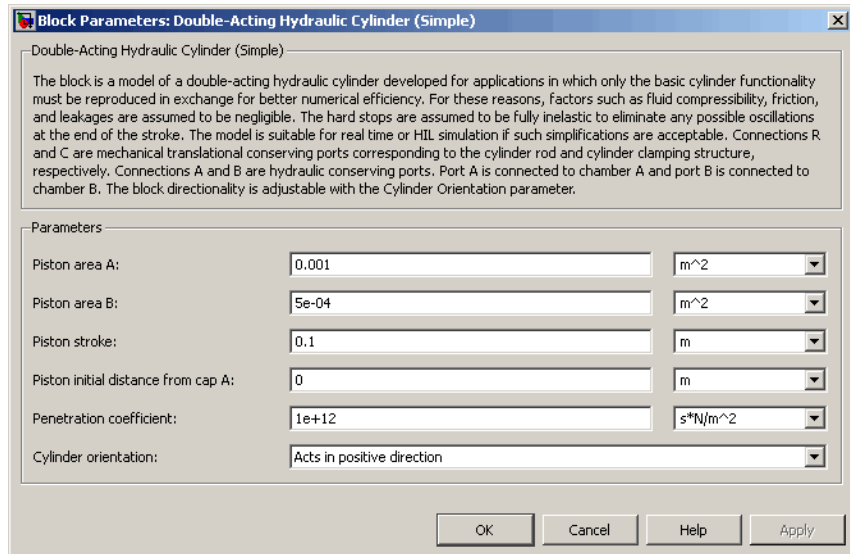 Block Parameters: Double-Acting Hydraulic Cylinder (Simple)
Double-Acting Hydraulic Cylinder (Simple)
The block is a model of a double-acting hydraulic cylinder developed for applications in which only the basic cylinder functionality
must be reproduced in exchange for better numerical efficiency. For these reasons, factors such as fluid compressibility, friction,
and leakages are assumed to be negligible. The hard stops are assumed to be fully inelastic to eliminate any possible oscillations
at the end of the stroke. The model is suitable for real time or HIL simulation if such simplifications are acceptable. Connections R
and C are mechanical translational conserving ports corresponding to the cylinder rod and cylinder clamping structure,
respectively. Connections A and B are hydraulic conserving ports. Port A is connected to chamber A and port B is connected to
chamber B. The block directionality is adjustable with the Cylinder Orientation parameter.
Parameters
Piston area A: 0.001 m^2
Piston area B: 5e-04 m^2
Piston stroke: 0.1 m
Piston initial distance from cap A: 0 m
Penetration coefficient: 1e+12 s*N/m^2
Cylinder orientation: Acts in positive direction
OK Cancel Help Apply